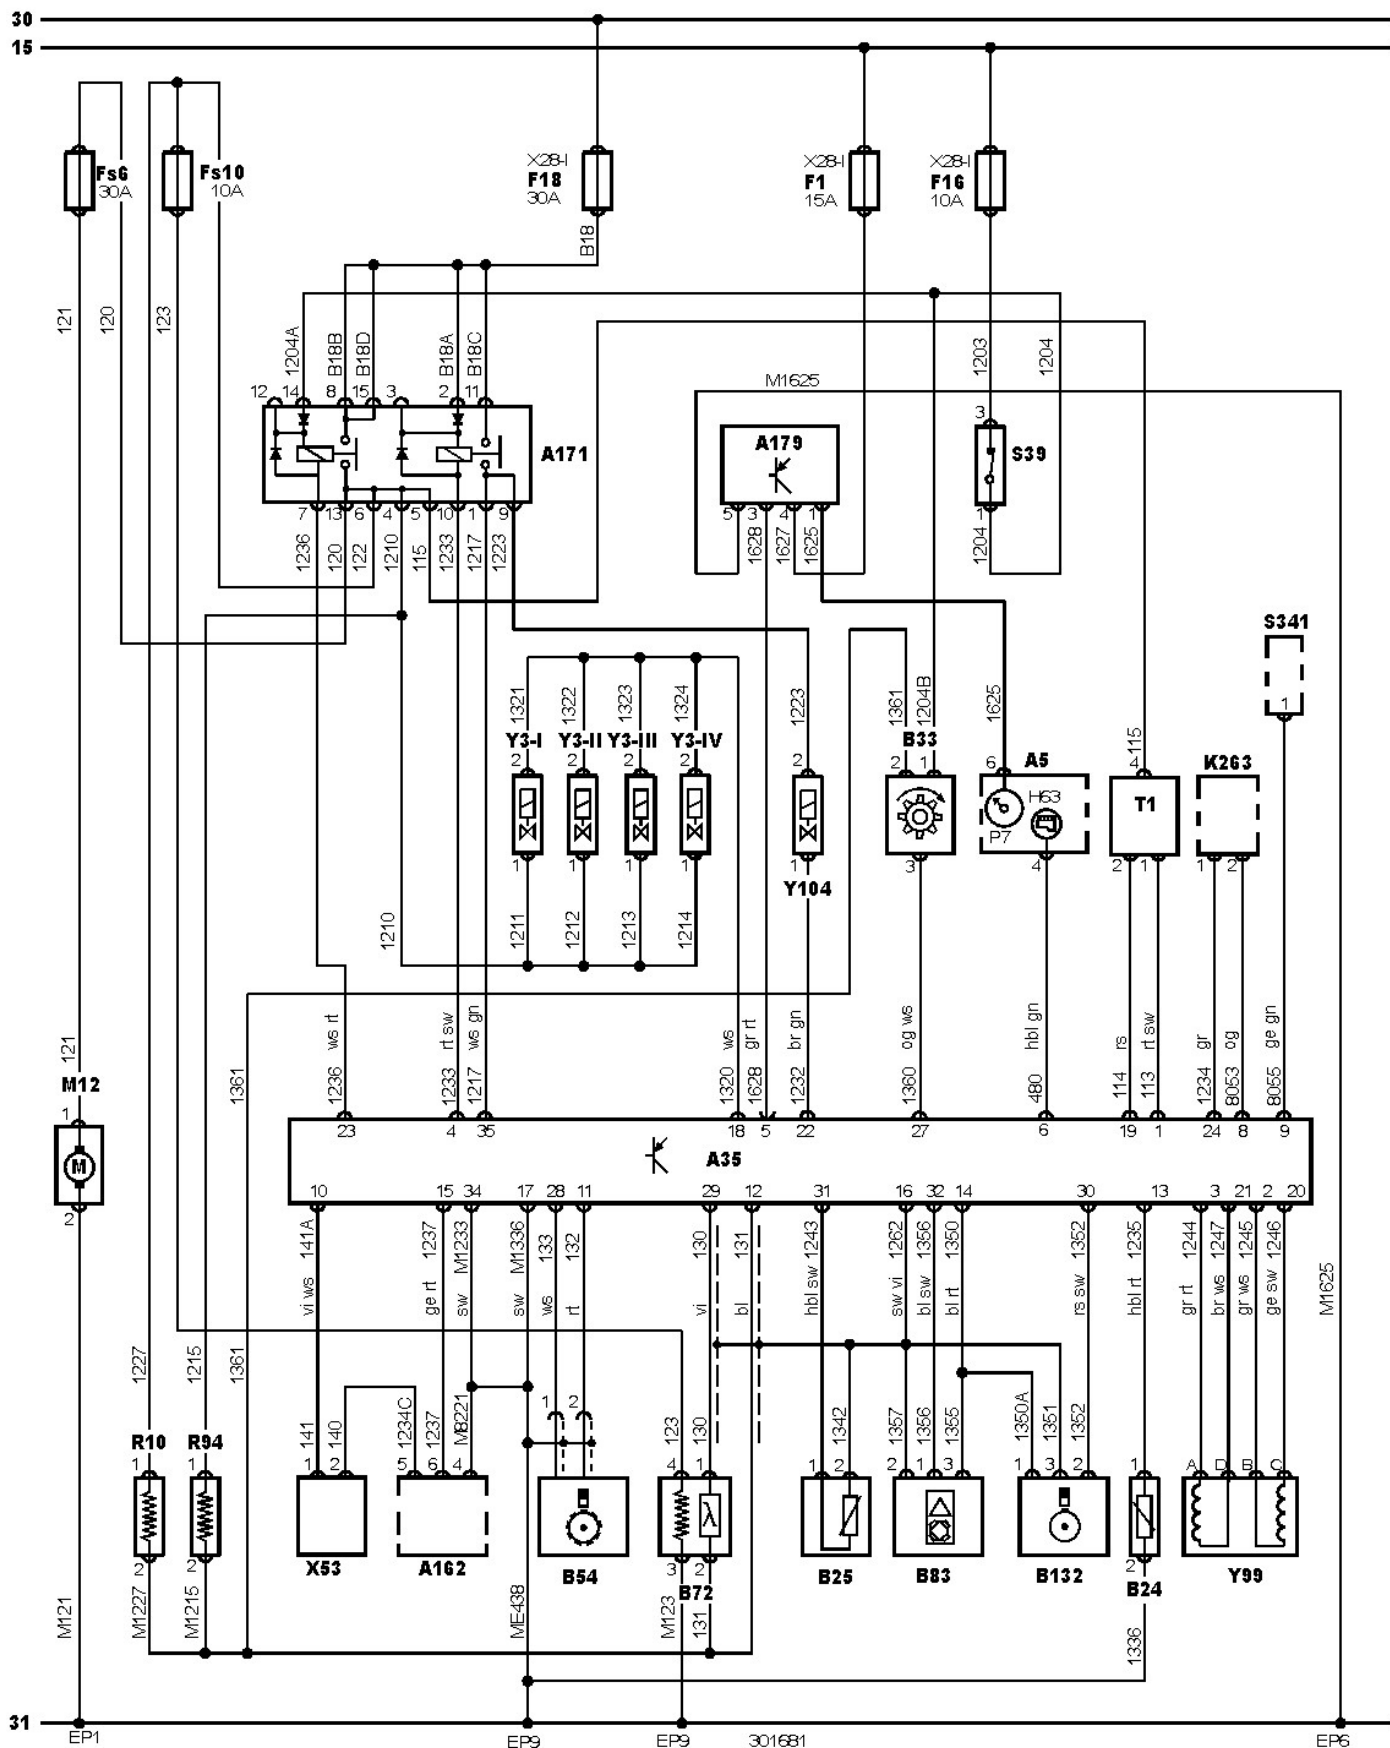 30
15
Fs6
30A
Fs10
10A
X28-I
F18
30A
X28-I
F1
15A
X28-I
F16
10A
B18
121
120
123
1204A
B18B
B18D
B18A
B18C
1203
1204
M1625
12 14 8 15 3 2 11
A171
A179
3
S39
7 13 6 4 5 10 1 9
5 3 4 1
1
1236
120
122
1210
115
1233
1217
1223
1628
1627
1625
1204
S341
1
1321
1322
1323
1324
1223
1361
1204B
1625
115
Y3-I Y3-II Y3-III Y3-IV
B33
A5
K263
2 2 2 2 2 2 1 6 4
H63
P7
T1
1 1 1 1 1 3 4 2 1 1 2
Y104
1210
1211
1212
1213
1214
ws rt
rt sw
ws gn
ws
gr rt
br gn
og ws
hbl gn
rs
rt sw
gr
og
ge gn
121
M12
1361
1236
1233
1217
1320
1628
1232
1360
480
114
113
1234
8053
8055
1
M
2
23 4 35 18 5 22 27 6 19 1 24 8 9
A35
10 15 34 17 28 11 29 12 31 16 32 14 30 13 3 21 2 20
141A
1237
M1233
M1336
133
132
130
131
1243
1262
1356
1350
1352
1235
1244
1247
1245
1246
vi ws
ge rt
sw
sw
ws
rt
vi
bl
hbl sw
sw vi
bl sw
bl rt
rs sw
hbl rt
gr rt
br ws
gr ws
ge sw
M1625
1227
1215
1361
141
140
1234C
1237
M8221
1 2
123
130
1342
1357
1356
1355
1350A
1351
1352
R10 R94
1 1 1 2 5 6 4 4 1 1 2 2 1 3 1 3 2 1 A D B C
λ
2 2
X53
A162
B54
3 2
B72
B25
B83
B132
2
B24
Y99
M121
M1227
M1215
ME438
M123
131
1336
31
EP1
EP9
EP9
301681
EP6